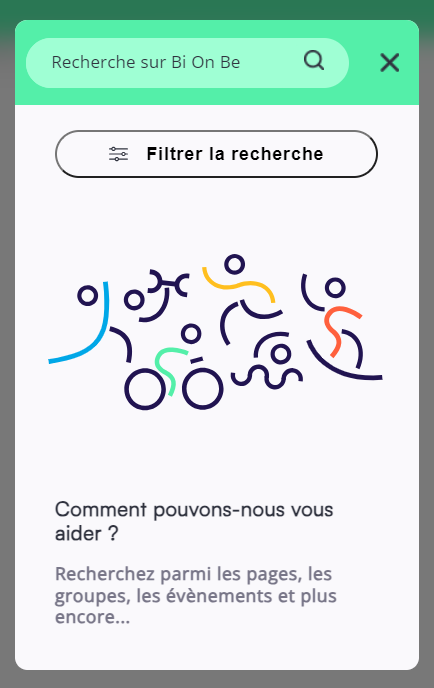 Recherche sur Bi On Be
Filtrer la recherche
Comment pouvons-nous vous
aider ?
Recherchez parmi les pages, les
groupes, les évènements et plus
encore...